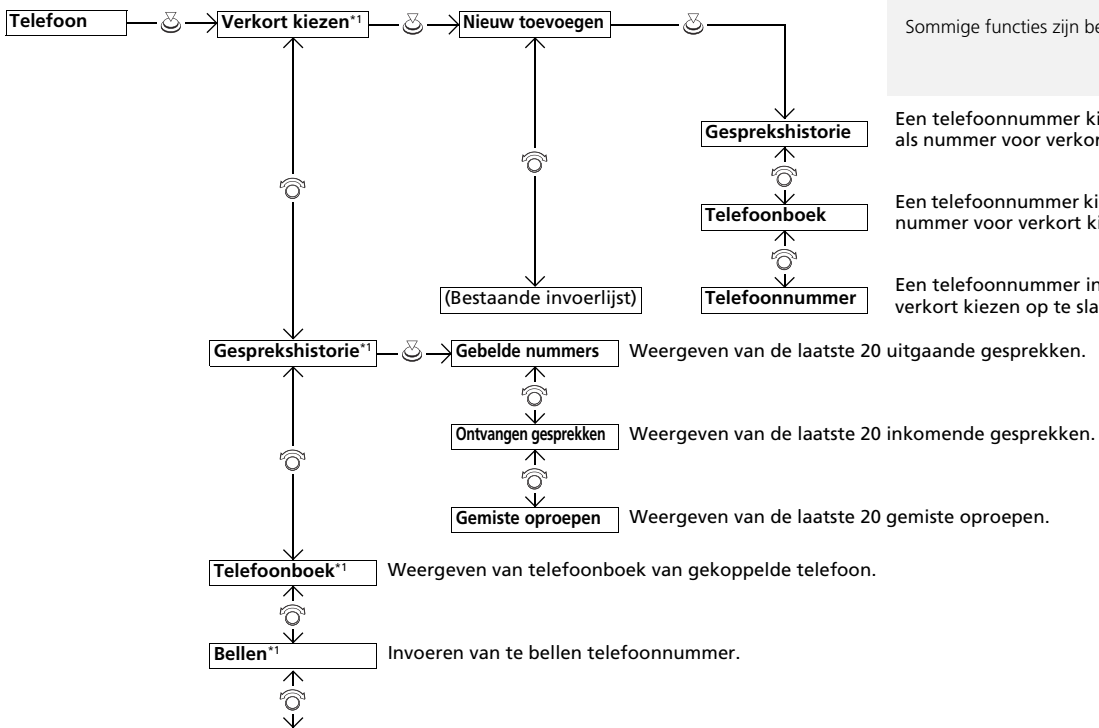 Telefoon
Verkort kiezen*1
Nieuw toevoegen
Sommige functies zijn be
Gesprekshistorie
Een telefoonnummer ki
als nummer voor verkor
Telefoonboek
Een telefoonnummer ki
nummer voor verkort ki
(Bestaande invoerlijst)
Telefoonnummer
Een telefoonnummer in
verkort kiezen op te sla
Gesprekshistorie*1
Gebelde nummers
Weergeven van de laatste 20 uitgaande gesprekken.
Ontvangen gesprekken
Weergeven van de laatste 20 inkomende gesprekken.
Gemiste oproepen
Weergeven van de laatste 20 gemiste oproepen.
Telefoonboek*1
Weergeven van telefoonboek van gekoppelde telefoon.
Bellen*1
Invoeren van te bellen telefoonnummer.